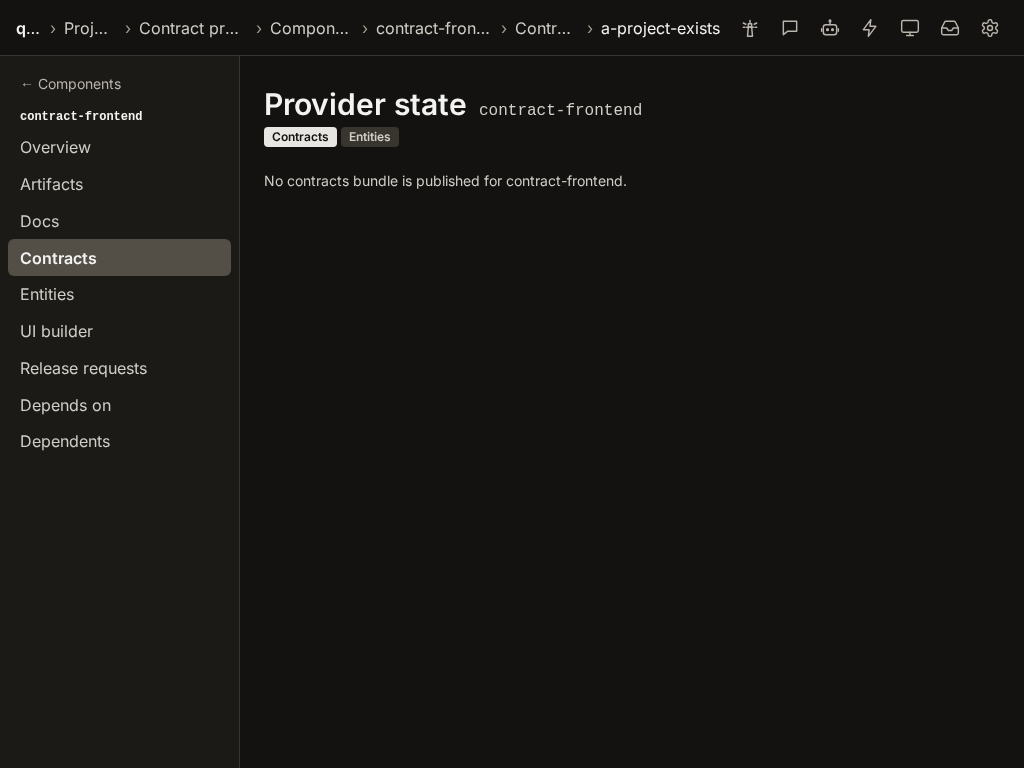 q... › Proj... › Contract pr... › Compon... › contract-fron... › Contr... › a-project-exists
← Components
contract-frontend
Overview
Artifacts
Docs
Contracts
Entities
UI builder
Release requests
Depends on
Dependents
Provider state contract-frontend
Contracts Entities
No contracts bundle is published for contract-frontend.